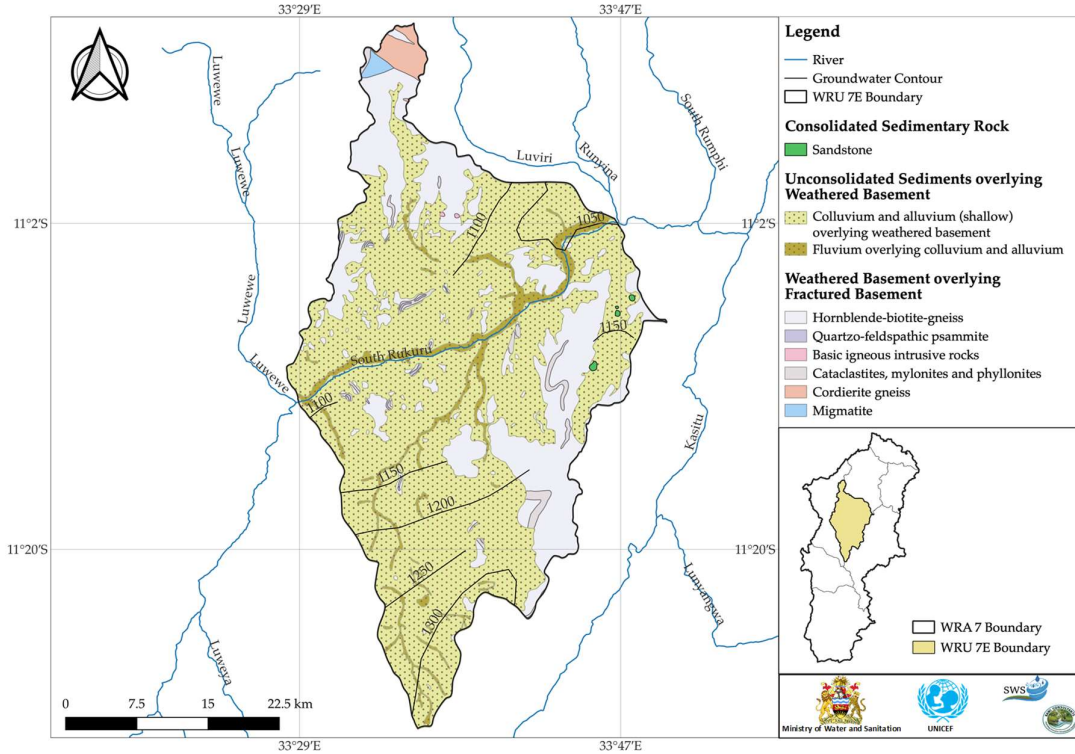 33°29'E
33°47'E
Luwewe
Luwewe
Luwewe
Luwewe
Luweya
Luviri
Runyina
South Rumphi
Kasitu
Lunyangwa
South Rukuru
11°2'S
11°2'S
11°20'S
11°20'S
1100
1050
1150
1100
1150
1200
1250
1300
0
7.5
15
22.5 km
33°29'E
33°47'E
Legend
River
Groundwater Contour
WRU 7E Boundary
Consolidated Sedimentary Rock
Sandstone
Unconsolidated Sediments overlying
Weathered Basement
Colluvium and alluvium (shallow)
overlying weathered basement
Fluvium overlying colluvium and alluvium
Weathered Basement overlying
Fractured Basement
Hornblende-biotite-gneiss
Quartzo-feldspathic psammite
Basic igneous intrusive rocks
Cataclastites, mylonites and phyllonites
Cordierite gneiss
Migmatite
WRA 7 Boundary
WRU 7E Boundary
Ministry of Water and Sanitation
UNICEF
SWS